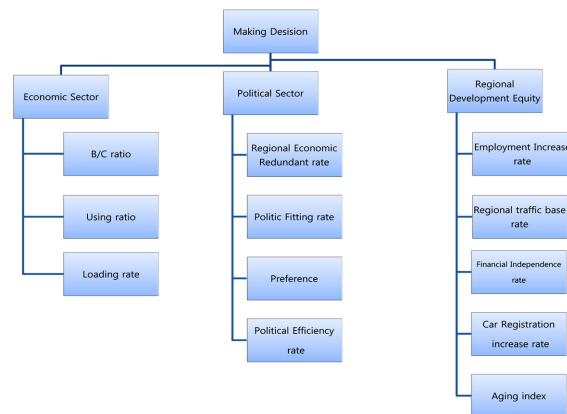 Making Desision
Economic Sector
Political Sector
Regional
Development Equity
B/C ratio
Using ratio
Loading rate
Regional Economic
Redundant rate
Politic Fitting rate
Preference
Political Efficiency
rate
Employment Increase
rate
Regional traffic base
rate
Financial Independence
rate
Car Registration
increase rate
Aging index